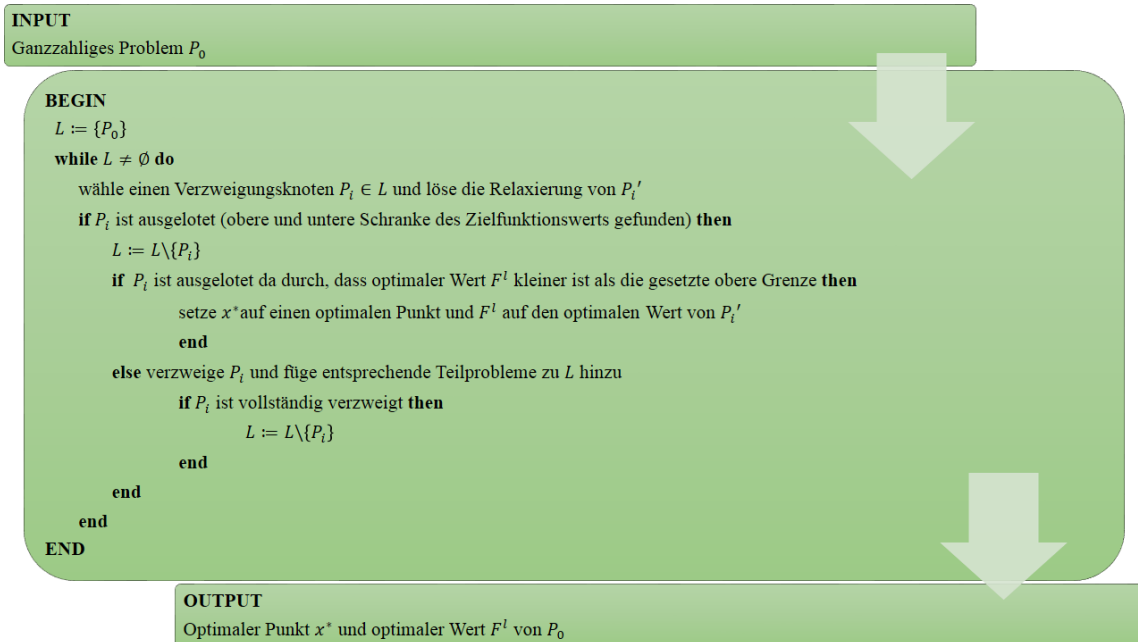 INPUT
Ganzzahliges Problem P₀
BEGIN
L := {P₀}
while L ≠ ∅ do
wähle einen Verzweigungsknoten Pᵢ ∈ L und löse die Relaxierung von Pᵢ′
if Pᵢ ist ausgelotet (obere und untere Schranke des Zielfunktionswerts gefunden) then
L := L\{Pᵢ}
if Pᵢ ist ausgelotet da durch, dass optimaler Wert Fˡ kleiner ist als die gesetzte obere Grenze then
setze x*auf einen optimalen Punkt und Fˡ auf den optimalen Wert von Pᵢ′
end
else verzweige Pᵢ und füge entsprechende Teilprobleme zu L hinzu
if Pᵢ ist vollständig verzweigt then
L := L\{Pᵢ}
end
end
end
END
OUTPUT
Optimaler Punkt x* und optimaler Wert Fˡ von P₀